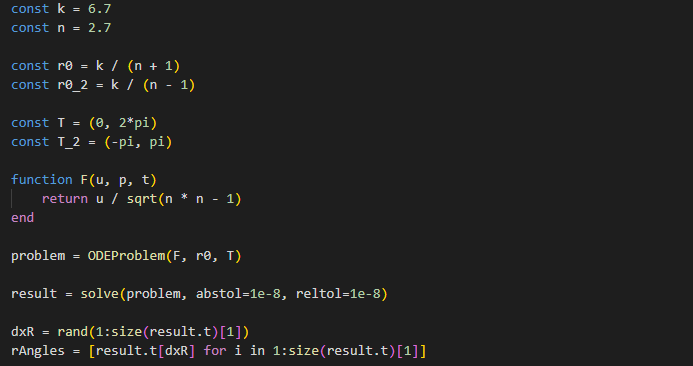 const k = 6.7
const n = 2.7
const r0 = k / (n + 1)
const r0_2 = k / (n - 1)
const T = (0, 2*pi)
const T_2 = (-pi, pi)
function F(u, p, t)
return u / sqrt(n * n - 1)
end
problem = ODEProblem(F, r0, T)
result = solve(problem, abstol=1e-8, reltol=1e-8)
dxR = rand(1:size(result.t)[1])
rAngles = [result.t[dxR] for i in 1:size(result.t)[1]]